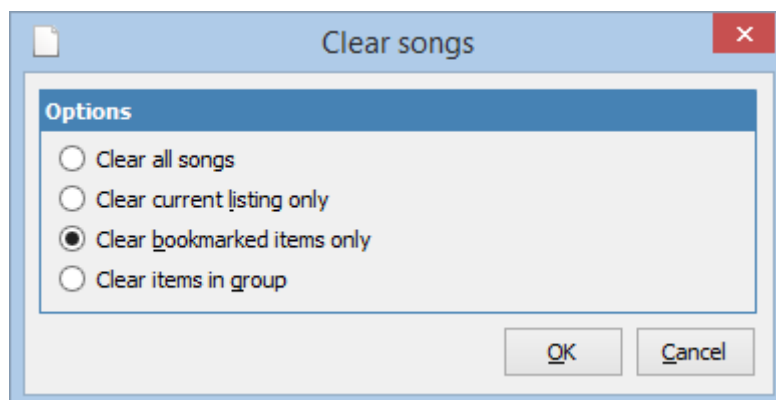 Clear songs
Options
Clear all songs
Clear current listing only
Clear bookmarked items only
Clear items in group
OK Cancel